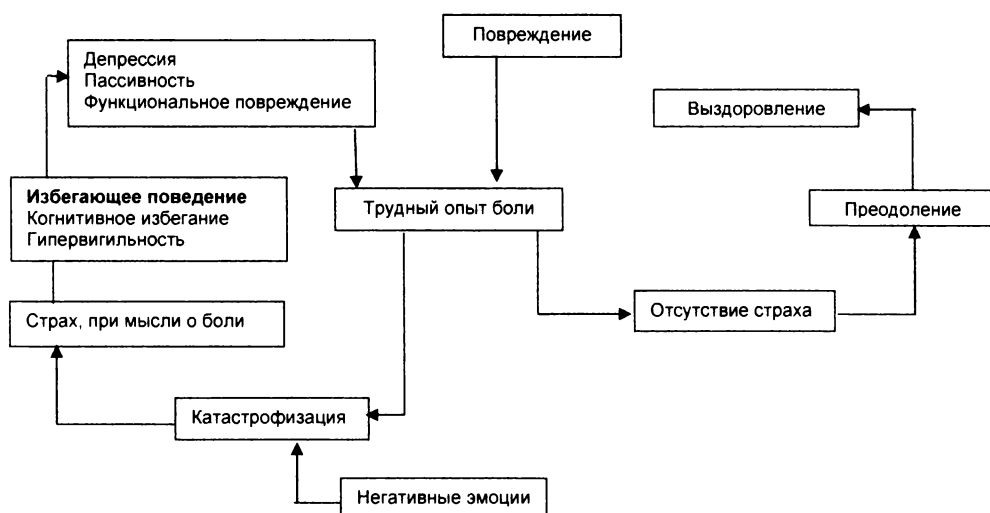 Повреждение
Депрессия
Пассивность
Функциональное повреждение
Выздоровление
Избегающее поведение
Когнитивное избегание
Гипервигильность
Трудный опыт боли
Преодоление
Страх, при мысли о боли
Отсутствие страха
Катастрофизация
Негативные эмоции